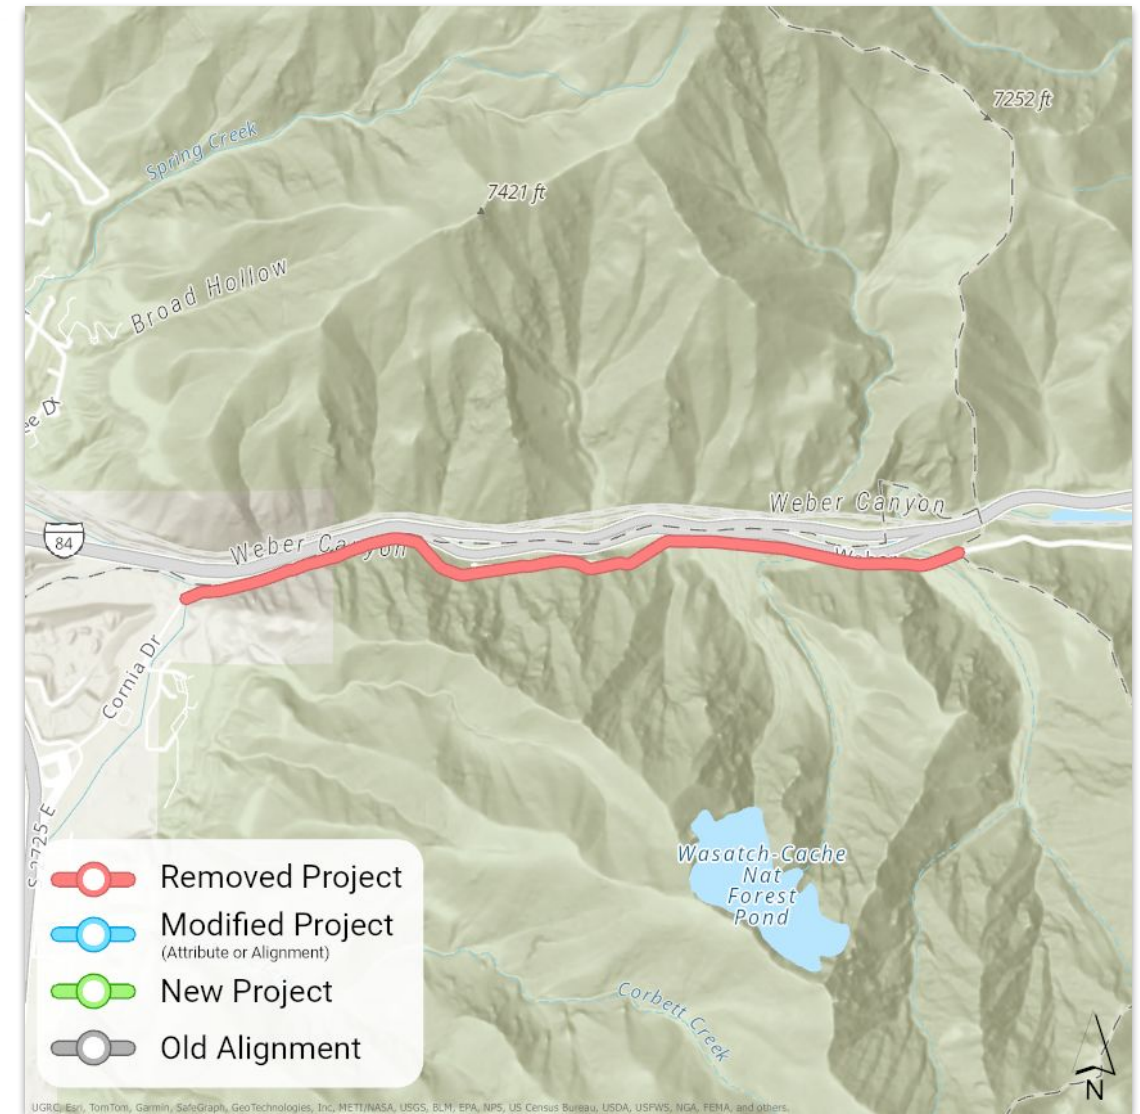 7252 ft
Spring Creek
7421 ft
Broad Hollow
Weber Canyon
84
Weber Canyon
Cornia Dr
S 2725 E
Wasatch-Cache
Nat
Forest
Pond
Corbett Creek
Removed Project
Modified Project
(Attribute or Alignment)
New Project
Old Alignment
N
UGRC, Esri, TomTom, Garmin, SafeGraph, GeoTechnologies, Inc, METI/NASA, USGS, BLM, EPA, NPS, US Census Bureau, USDA, USFWS, NGA, FEMA, and others.